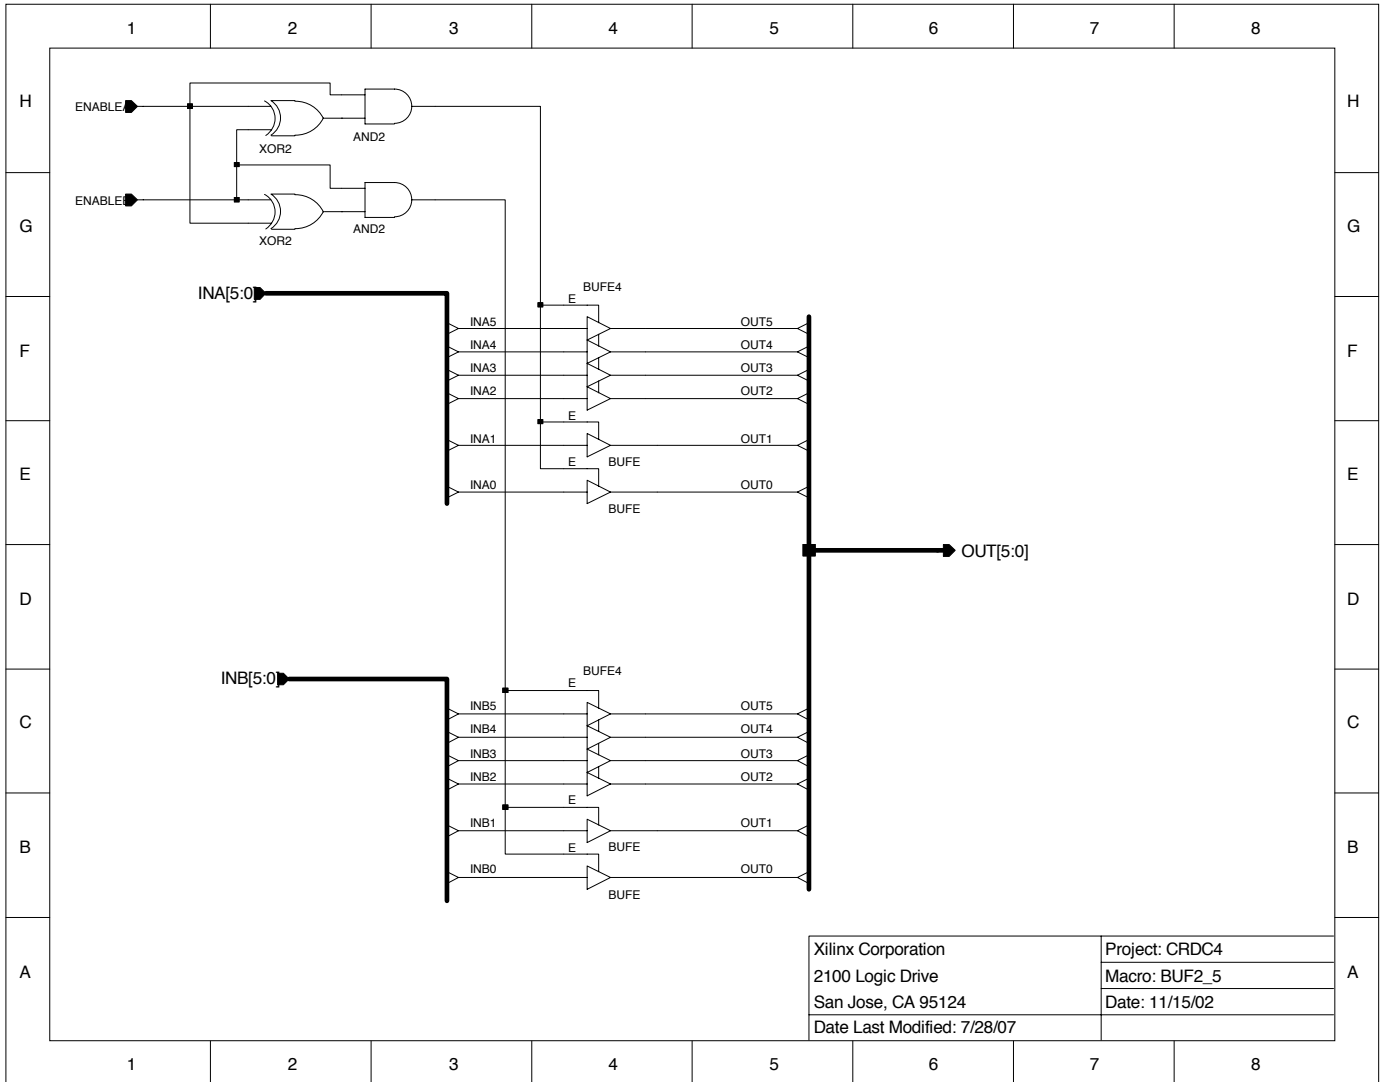 1 2 3 4 5 6 7 8
H H
ENABLE
AND2
XOR2
ENABLE
G G
AND2
XOR2
BUFE4
INA[5:0]
E
F F
INA5 OUT5
INA4 OUT4
INA3 OUT3
INA2 OUT2
E
INA1 OUT1
BUFE
E
E E
INA0 OUT0
BUFE
OUT[5:0]
D D
BUFE4
INB[5:0]
E
C C
INB5 OUT5
INB4 OUT4
INB3 OUT3
INB2 OUT2
E
INB1 OUT1
B BUFE B
E
INB0 OUT0
BUFE
Xilinx Corporation Project: CRDC4
A A
2100 Logic Drive Macro: BUF2_5
San Jose, CA 95124 Date: 11/15/02
Date Last Modified: 7/28/07
1 2 3 4 5 6 7 8